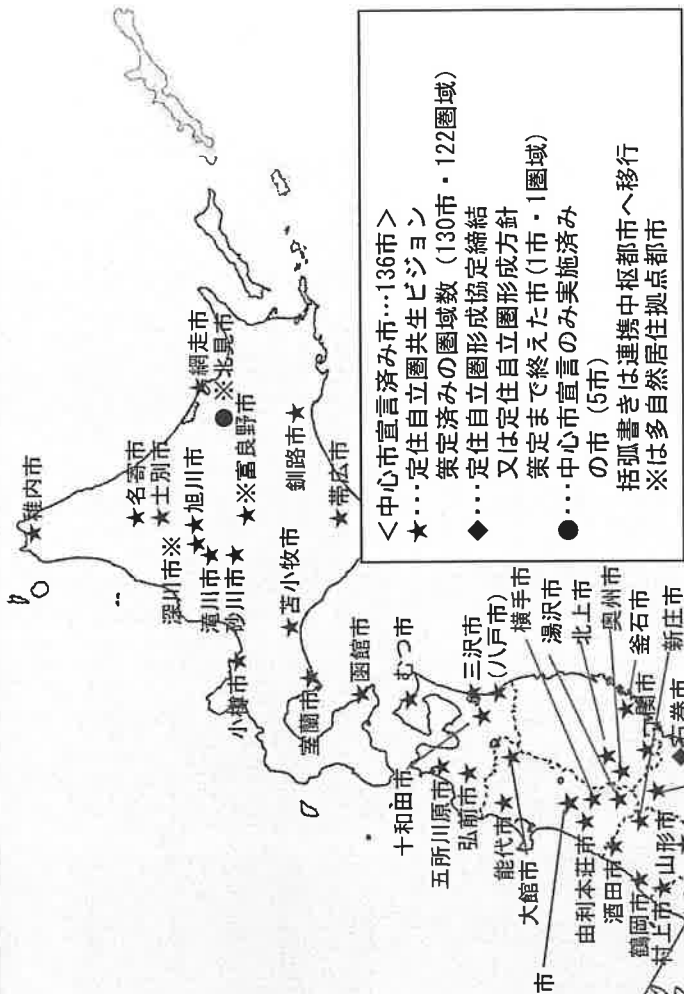 稚内市
★名寄市
★士別市
深川市※
★★旭川市
滝川市★
砂川市★
網走市
●※北見市
★※富良野市
釧路市★
★帯広市
小樽市★
★苫小牧市
室蘭市★
★函館市
むつ市
十和田市
三沢市
(八戸市)
五所川原市★
弘前市★
能代市★
大館市
横手市
湯沢市
北上市
奥州市
釜石市
一関市
新庄市
石巻市
市
由利本荘市★
酒田市★
鶴岡市★
村上市★
山形市
<中心市宣言済み市…136市>
★･･･定住自立圏共生ビジョン
策定済みの圏域数（130市・122圏域）
◆･･･定住自立圏形成協定締結
又は定住自立圏形成方針
策定まで終えた市(1市・1圏域)
●･･･中心市宣言のみ実施済み
の市（5市）
括弧書きは連携中枢都市へ移行
※は多自然居住拠点都市